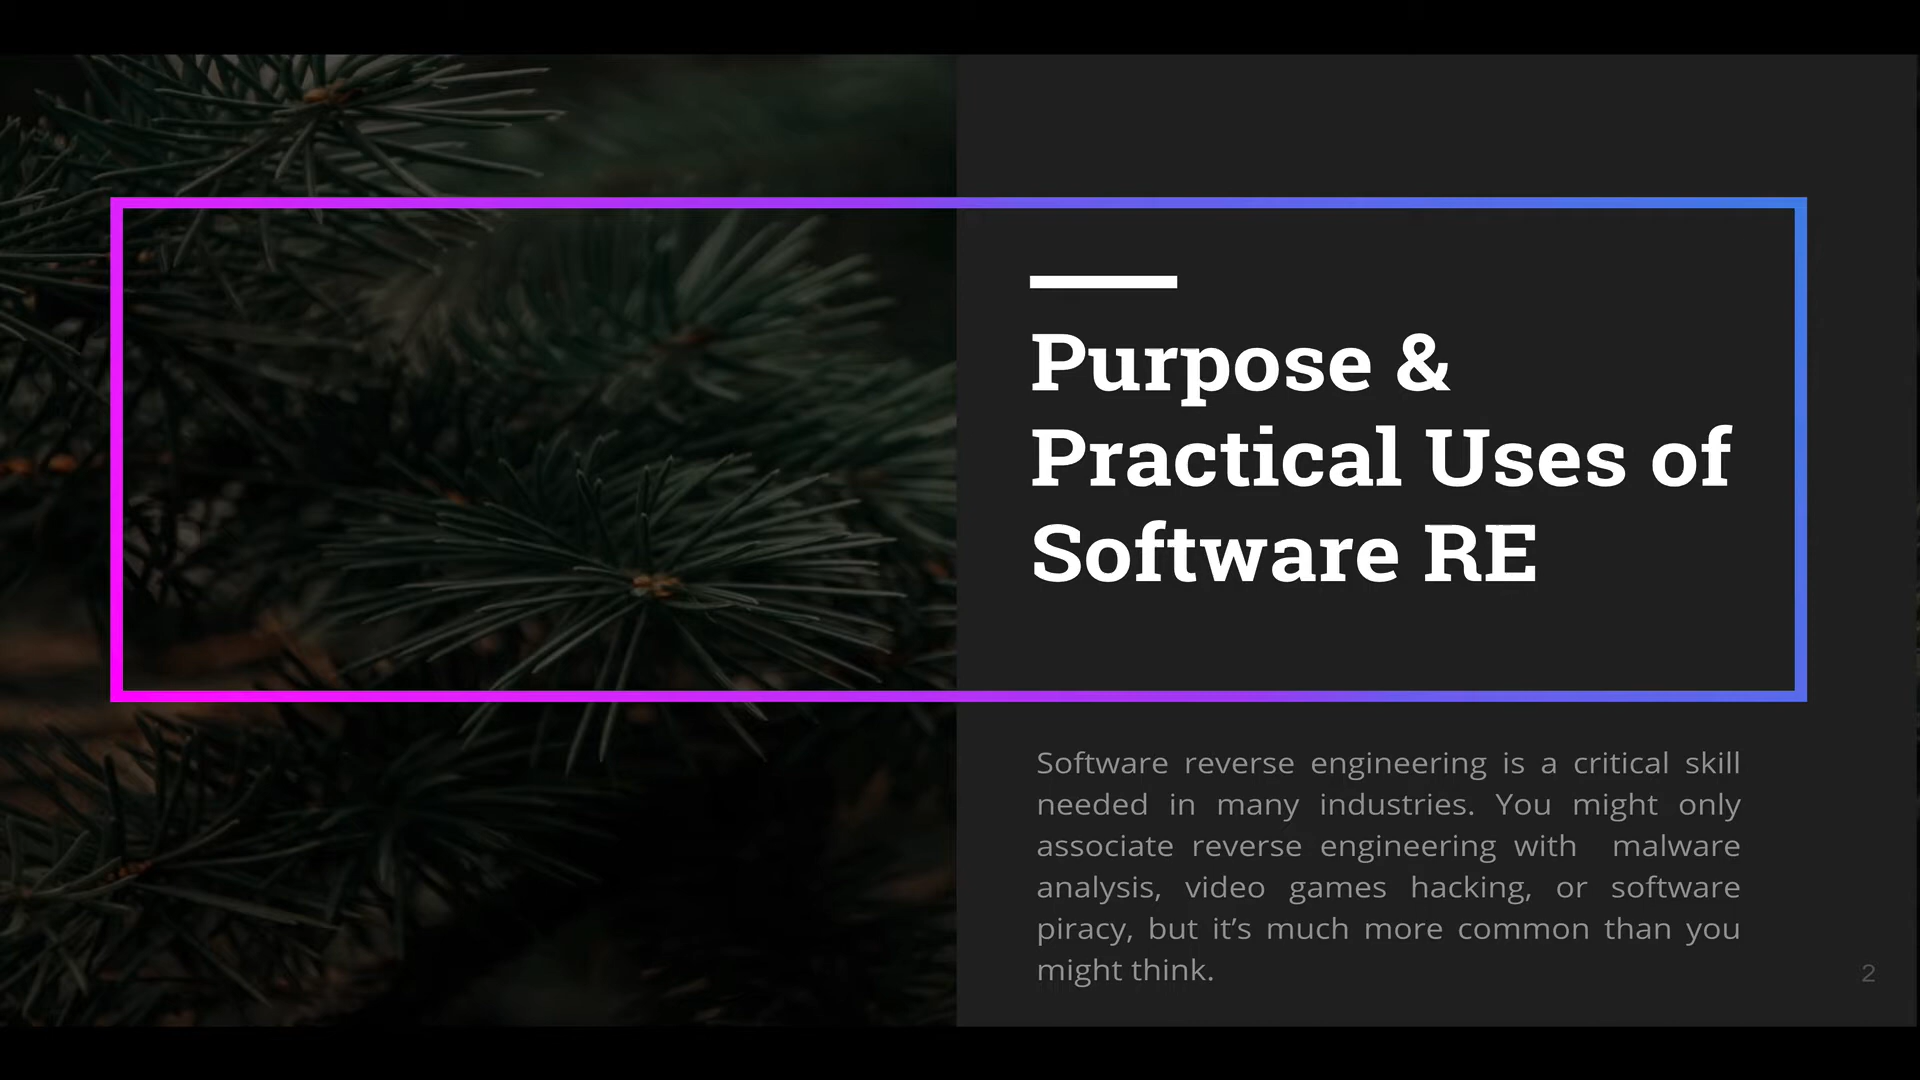 Purpose &
Practical Uses of
Software RE
Software reverse engineering is a critical skill
needed in many industries. You might only
associate reverse engineering with malware
analysis, video games hacking, or software
piracy, but it’s much more common than you
might think.
2